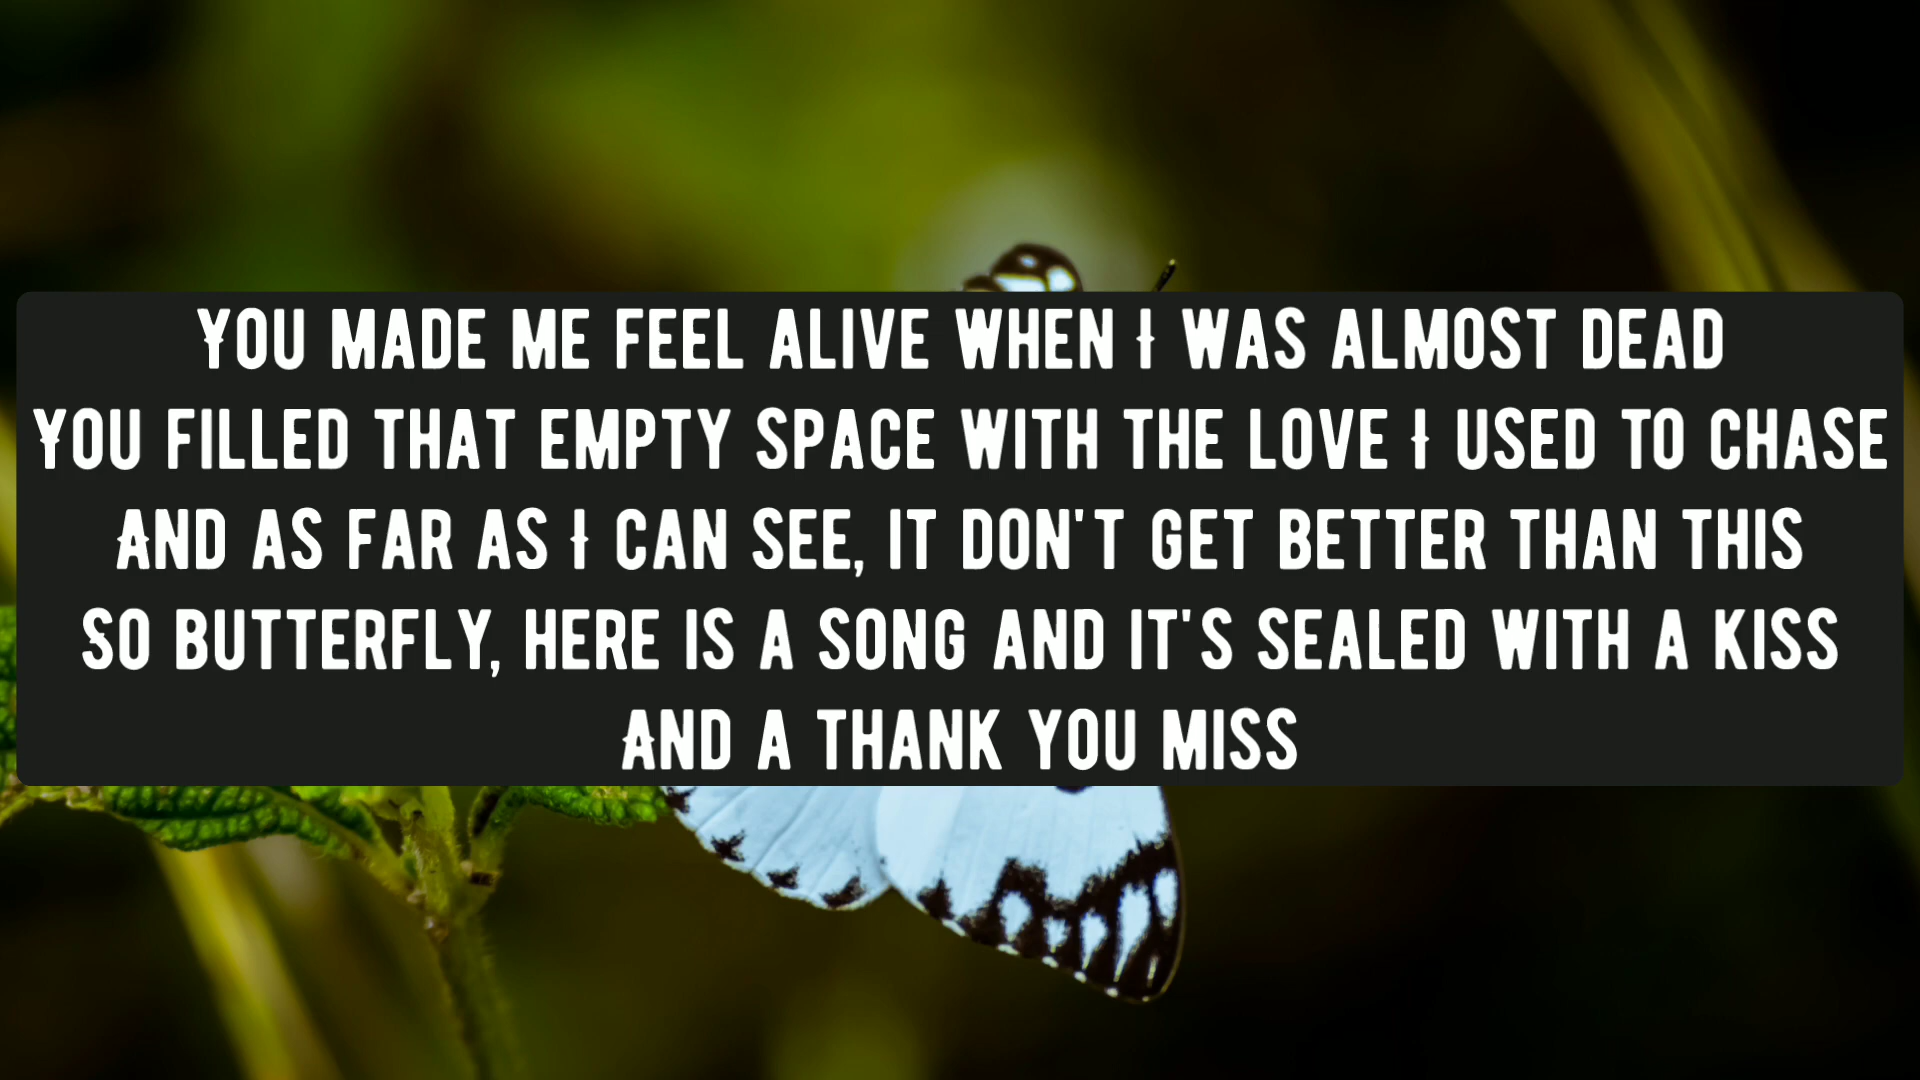 You made me feel alive when I was almost dead
You filled that empty space with the love I used to chase
And as far as I can see, it don't get better than this
So butterfly, here is a song and it's sealed with a kiss
And a thank you miss